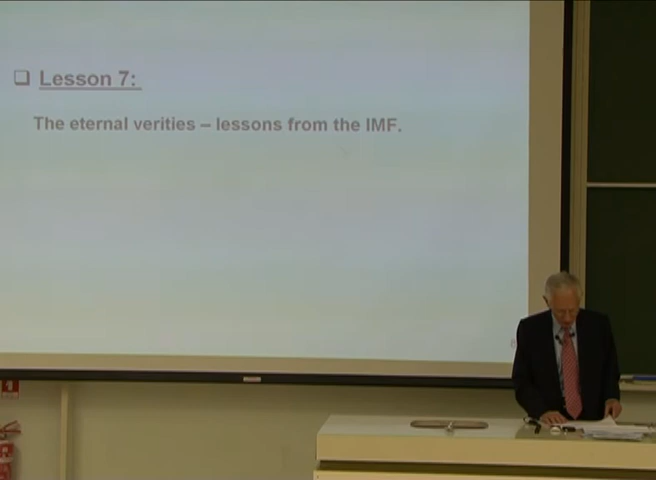 Lesson 7:
The eternal verities – lessons from the IMF.